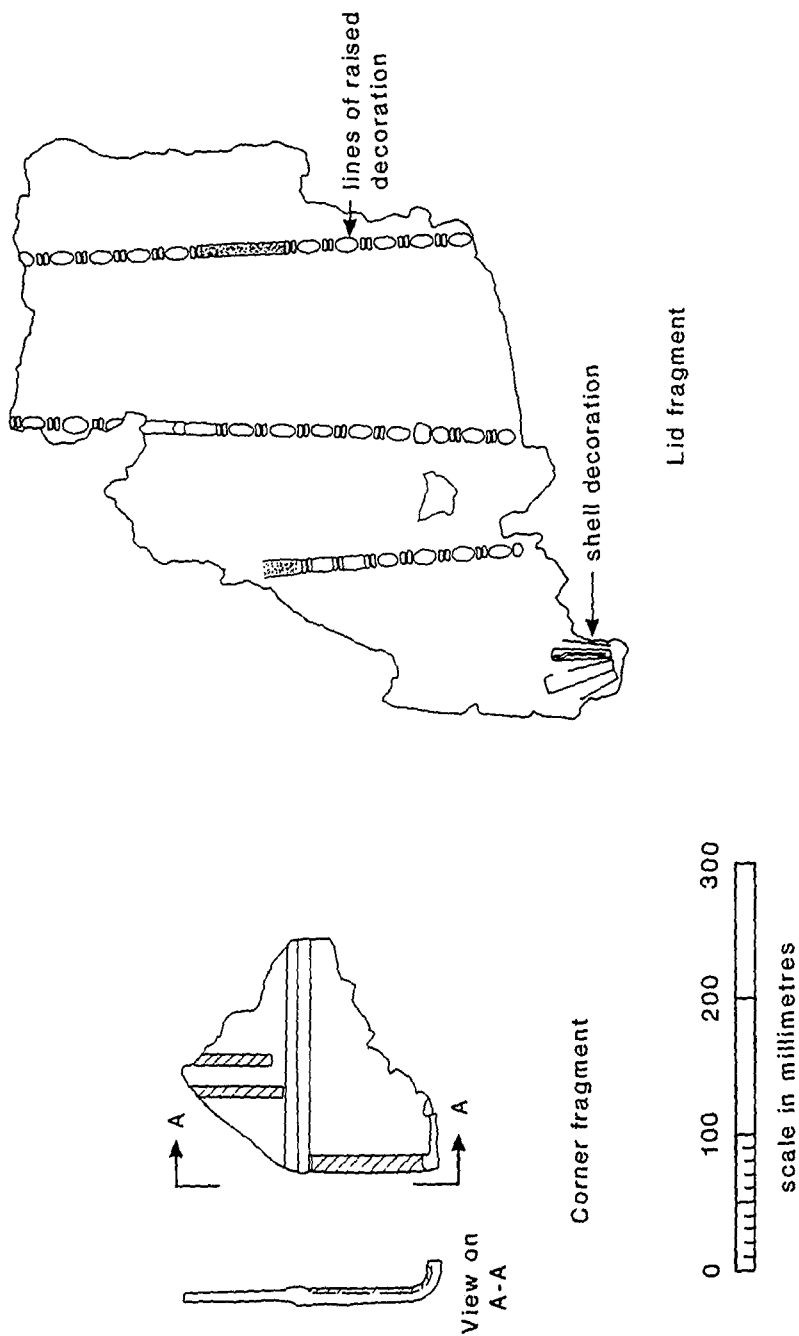 lines of raised
decoration
shell decoration
Lid fragment
A
A
View on
A-A
Corner fragment
0
100
200
300
scale in millimetres